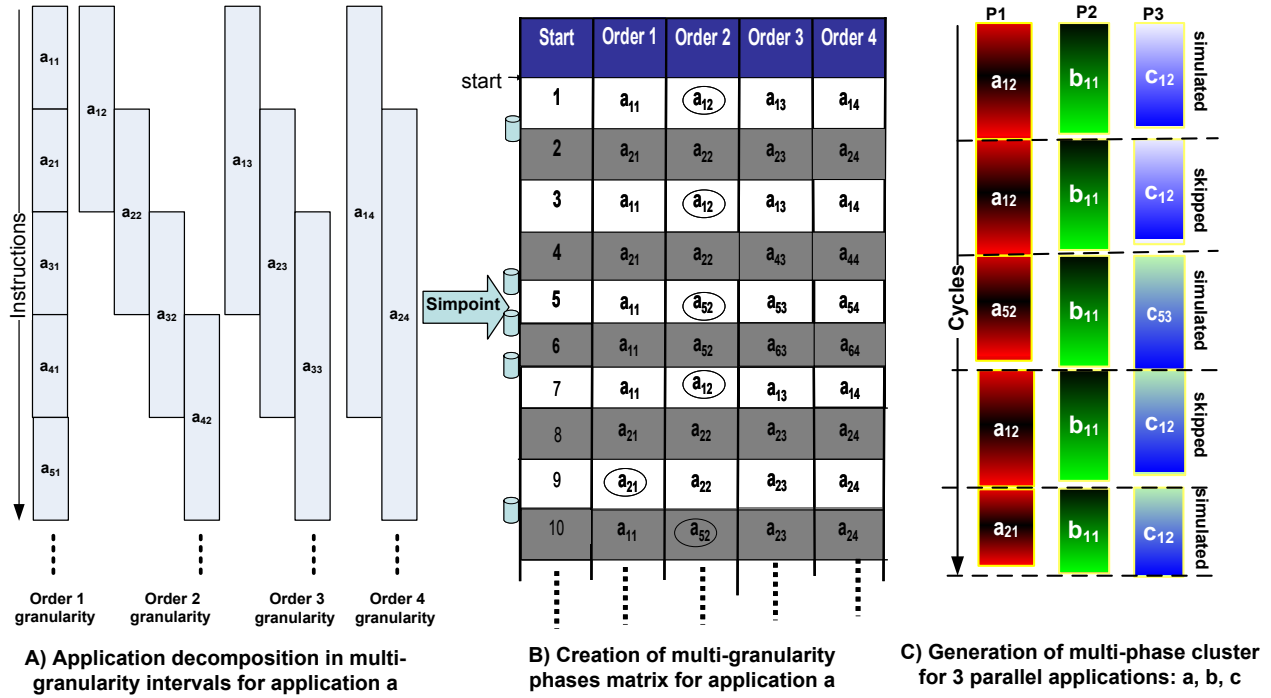 Instructions
a11
a21
a31
a41
a51
a12
a22
a32
a42
a13
a23
a33
a14
a24
Order 1 granularity
Order 2 granularity
Order 3 granularity
Order 4 granularity
A) Application decomposition in multi-
granularity intervals for application a
Simpoint
start
Start Order 1 Order 2 Order 3 Order 4
1 a11 a12 a13 a14
2 a21 a22 a23 a24
3 a11 a12 a13 a14
4 a21 a22 a43 a44
5 a11 a52 a53 a54
6 a11 a52 a63 a64
7 a11 a12 a13 a14
8 a21 a22 a23 a24
9 a21 a22 a23 a24
10 a11 a52 a23 a24
B) Creation of multi-granularity
phases matrix for application a
P1 P2 P3
Cycles
a12 b11 c12 simulated
a12 b11 c12 skipped
a52 b11 c53 simulated
a12 b11 c12 skipped
a21 b11 c12 simulated
C) Generation of multi-phase cluster
for 3 parallel applications: a, b, c